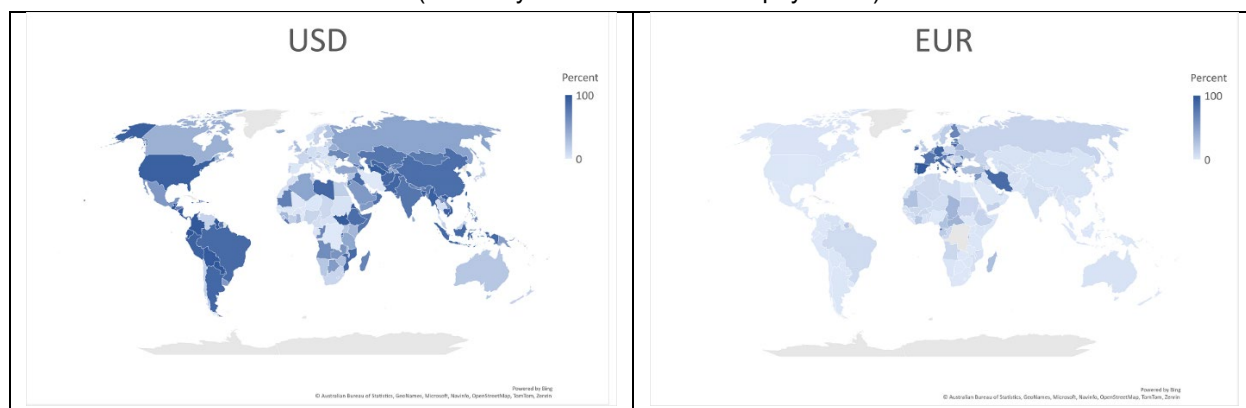 USD
Percent
100
0
Powered by Bing
© Australian Bureau of Statistics, GeoNames, Microsoft, Navinfo, OpenStreetMap, TomTom, Zenrin
EUR
Percent
100
0
Powered by Bing
© Australian Bureau of Statistics, GeoNames, Microsoft, Navinfo, OpenStreetMap, TomTom, Zenrin